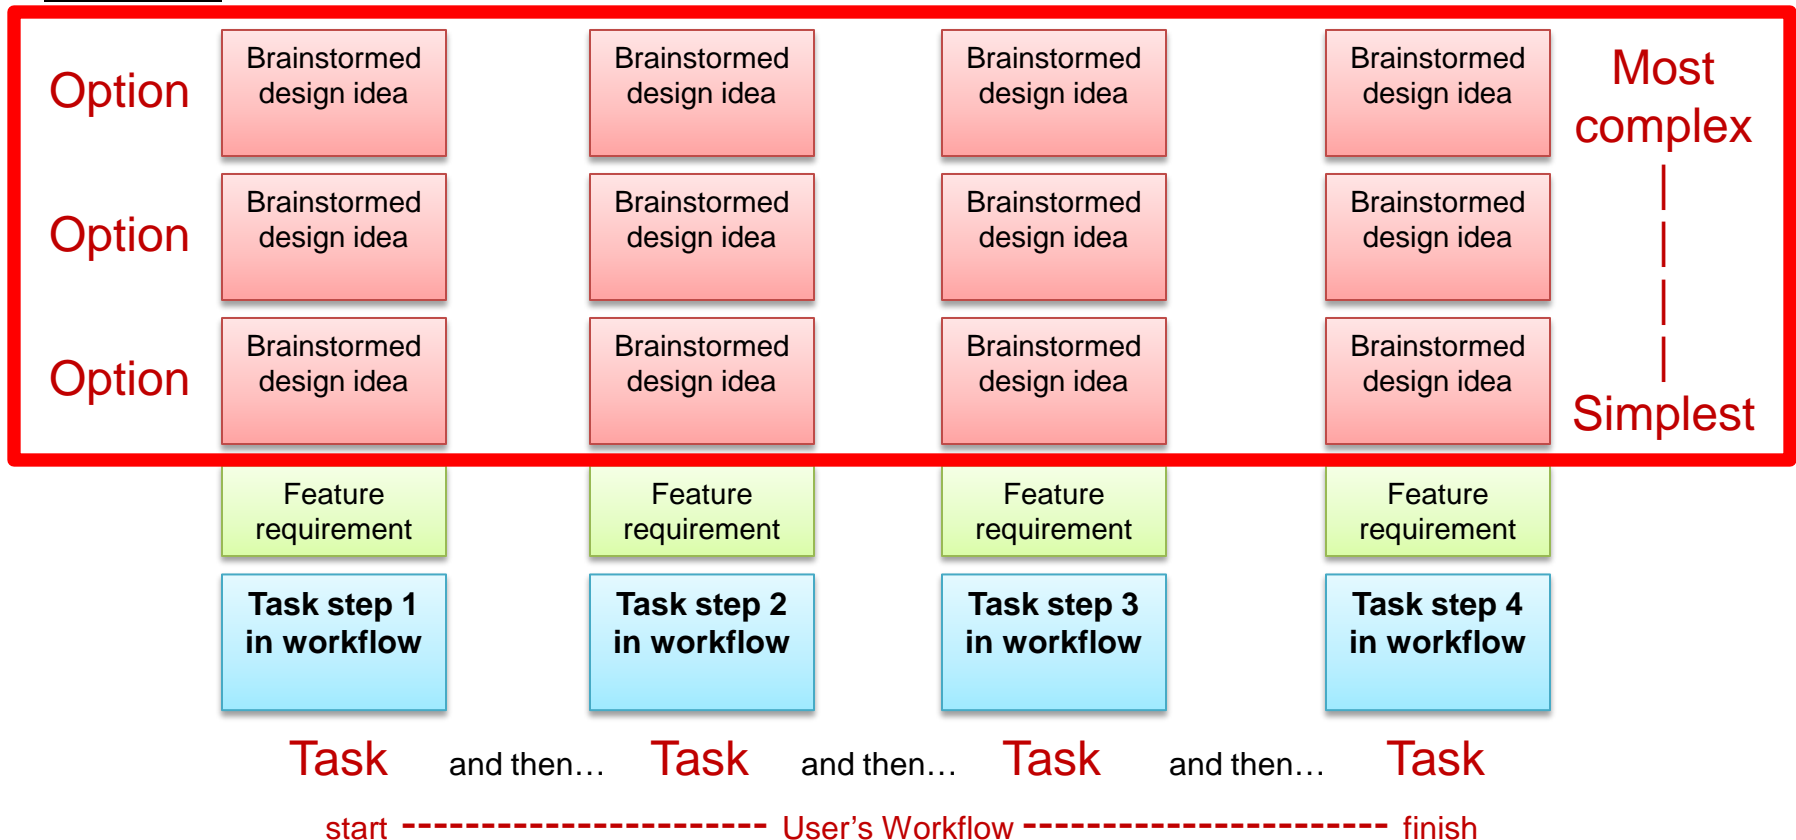 Option
Brainstormed
design idea
Brainstormed
design idea
Brainstormed
design idea
Brainstormed
design idea
Most
complex
Option
Brainstormed
design idea
Brainstormed
design idea
Brainstormed
design idea
Brainstormed
design idea
Option
Brainstormed
design idea
Brainstormed
design idea
Brainstormed
design idea
Brainstormed
design idea
Simplest
Feature
requirement
Feature
requirement
Feature
requirement
Feature
requirement
Task step 1
in workflow
Task step 2
in workflow
Task step 3
in workflow
Task step 4
in workflow
Task and then… Task and then… Task and then… Task
start ----------------------- User’s Workflow ----------------------- finish